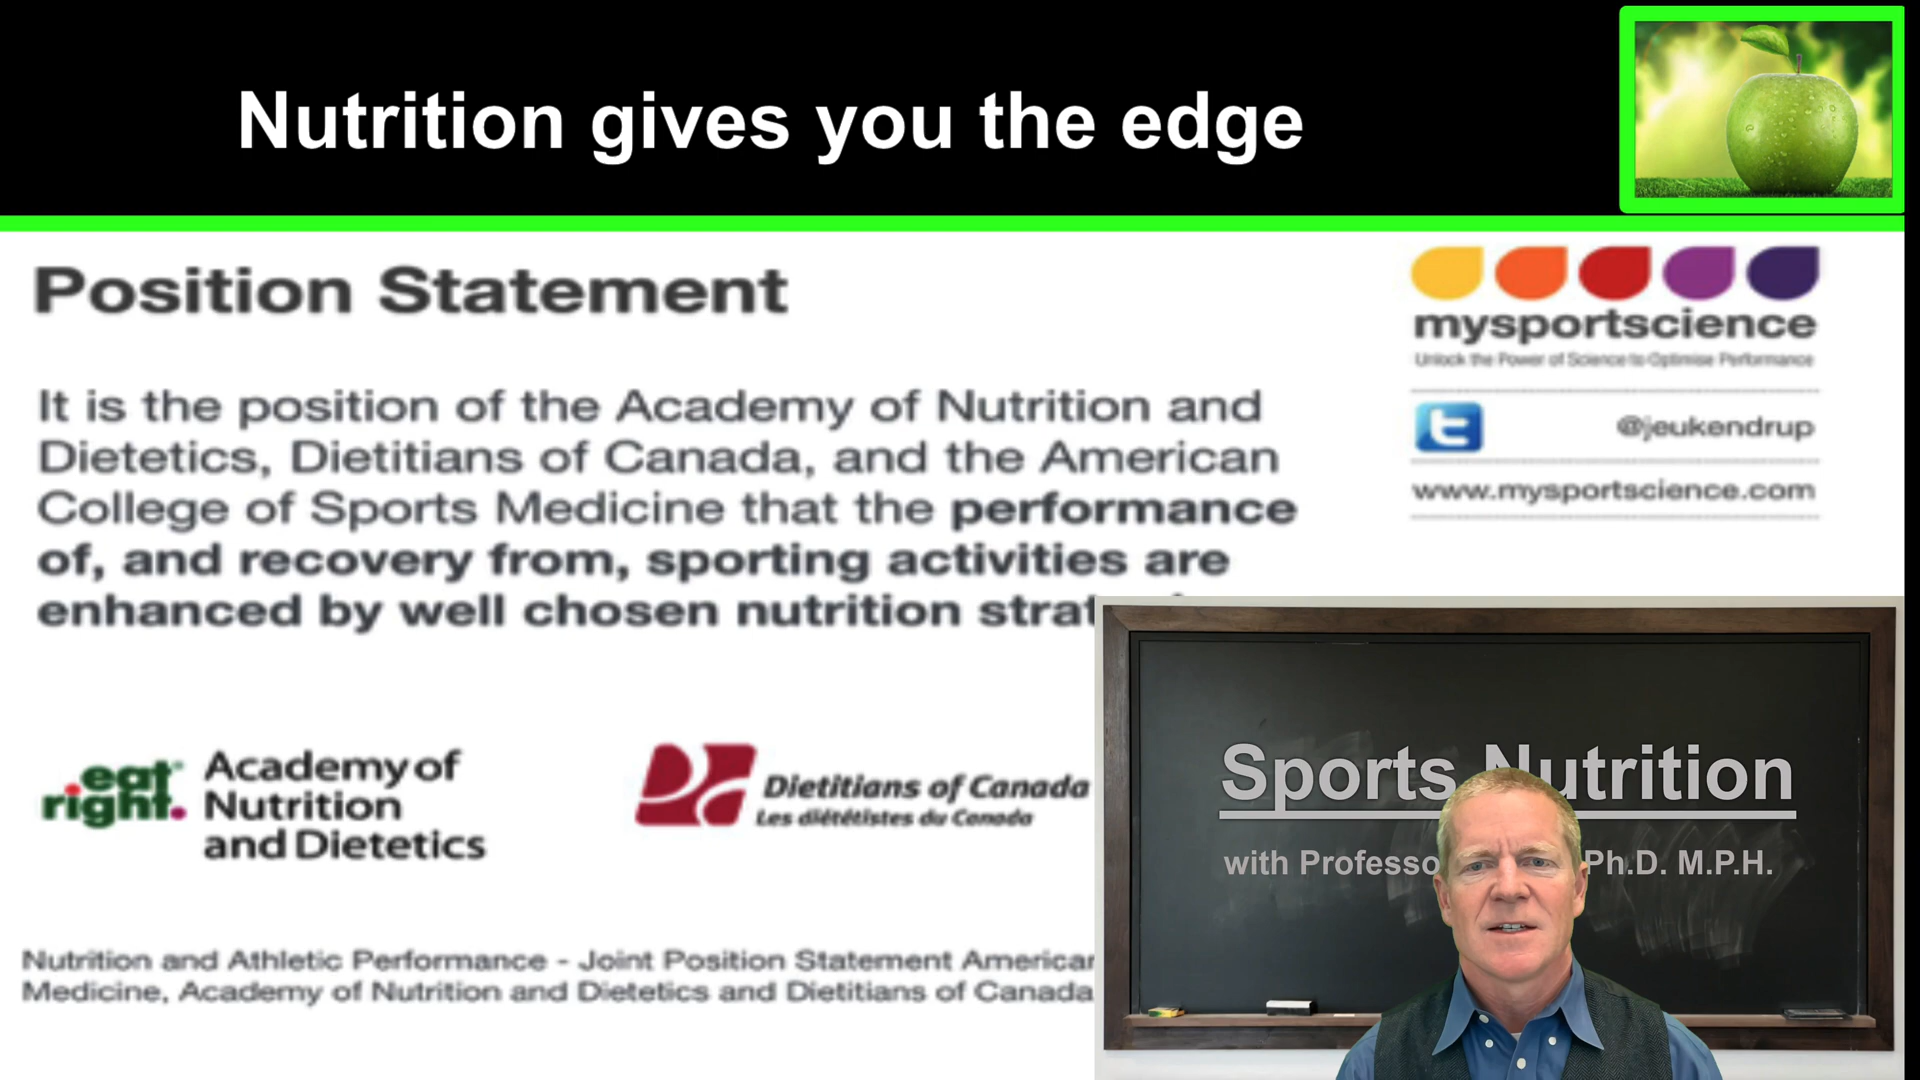 Nutrition gives you the edge
Position Statement
It is the position of the Academy of Nutrition and
Dietetics, Dietitians of Canada, and the American
College of Sports Medicine that the performance
of, and recovery from, sporting activities are
enhanced by well chosen nutrition
mysportscience
Unlock the Power of Science to Optimise Performance
@jeukendrup
www.mysportscience.com
eat
right.
Academy of
Nutrition
and Dietetics
Dietitians of Canada
Les diététistes du Canada
Nutrition and Athletic Performance - Joint Position Statement
Medicine, Academy of Nutrition and Dietetics and Dietitians of Canada
Sports Nutrition
with Ph.D. M.P.H.